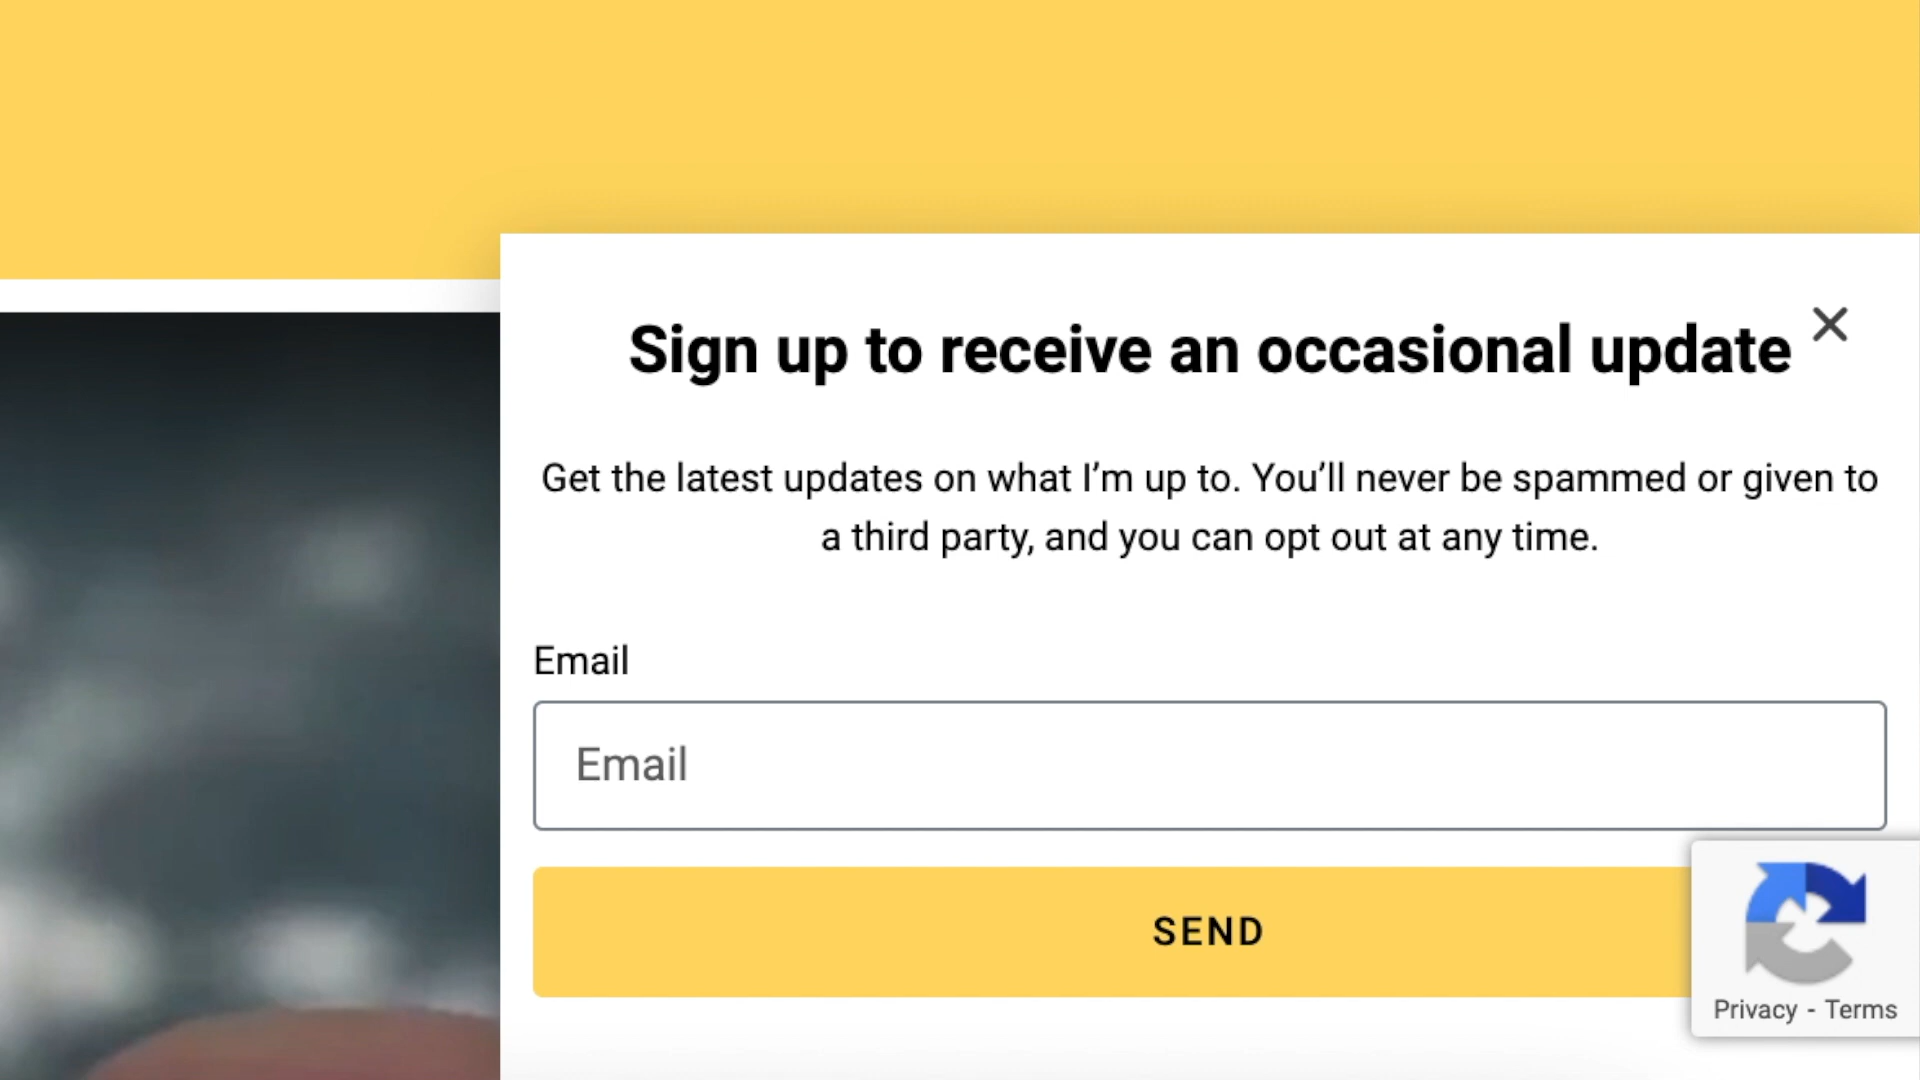 Sign up to receive an occasional update
Get the latest updates on what I’m up to. You’ll never be spammed or given to
a third party, and you can opt out at any time.
Email
Email
SEND
Privacy - Terms